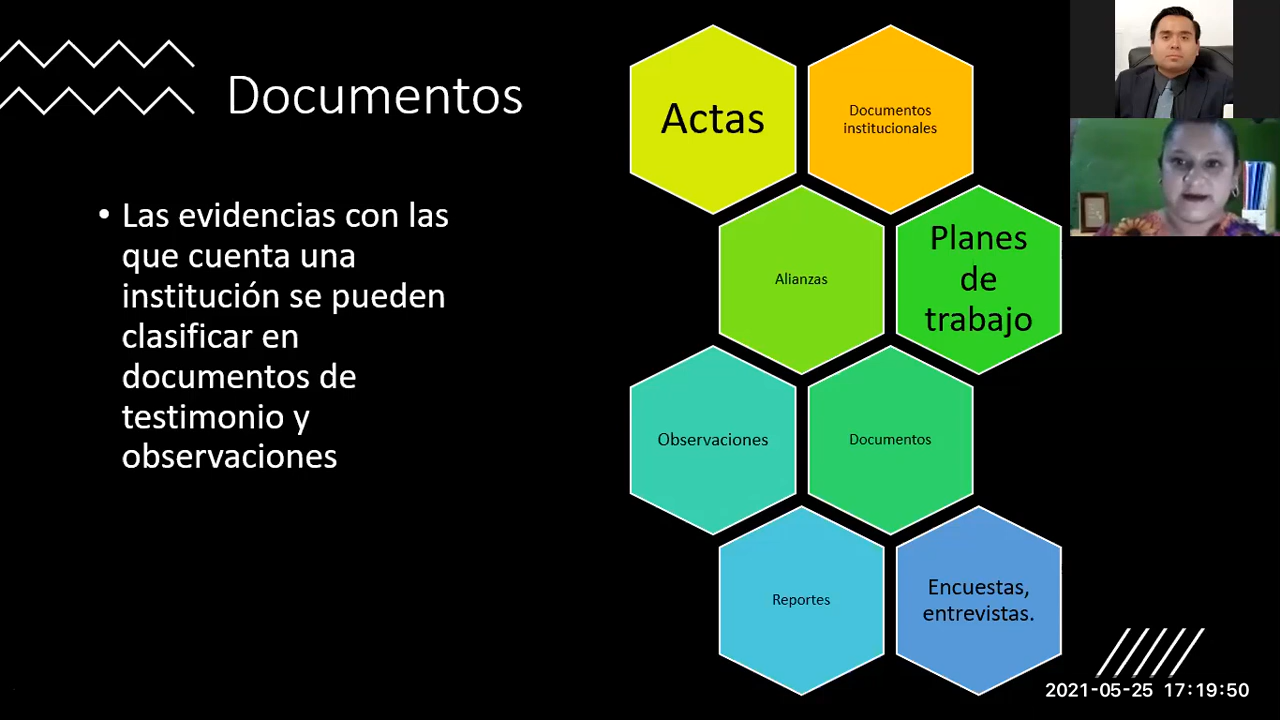 Documentos
• Las evidencias con las
que cuenta una
institución se pueden
clasificar en
documentos de
testimonio y
observaciones
Actas
Documentos
institucionales
Alianzas
Planes
de
trabajo
Observaciones
Documentos
Reportes
Encuestas,
entrevistas.
2021-05-25 17:19:50